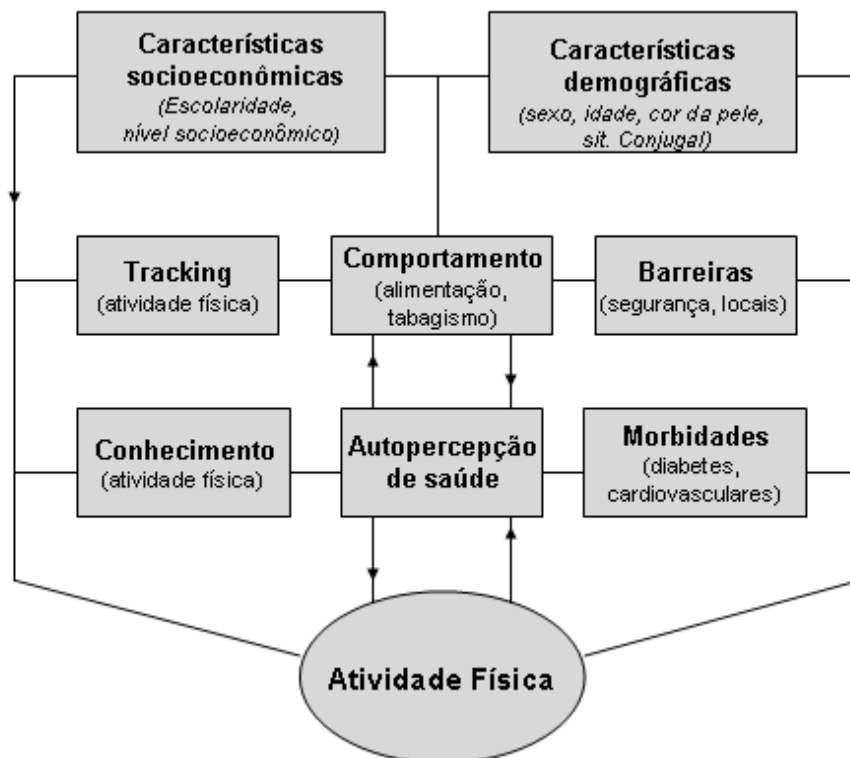 Características
socioeconômicas
(Escolaridade,
nível socioeconômico)
Características
demográficas
(sexo, idade, cor da pele,
sit. Conjugal)
Tracking
(atividade física)
Comportamento
(alimentação,
tabagismo)
Barreiras
(segurança, locais)
Conhecimento
(atividade física)
Autopercepção
de saúde
Morbidades
(diabetes,
cardiovasculares)
Atividade Física